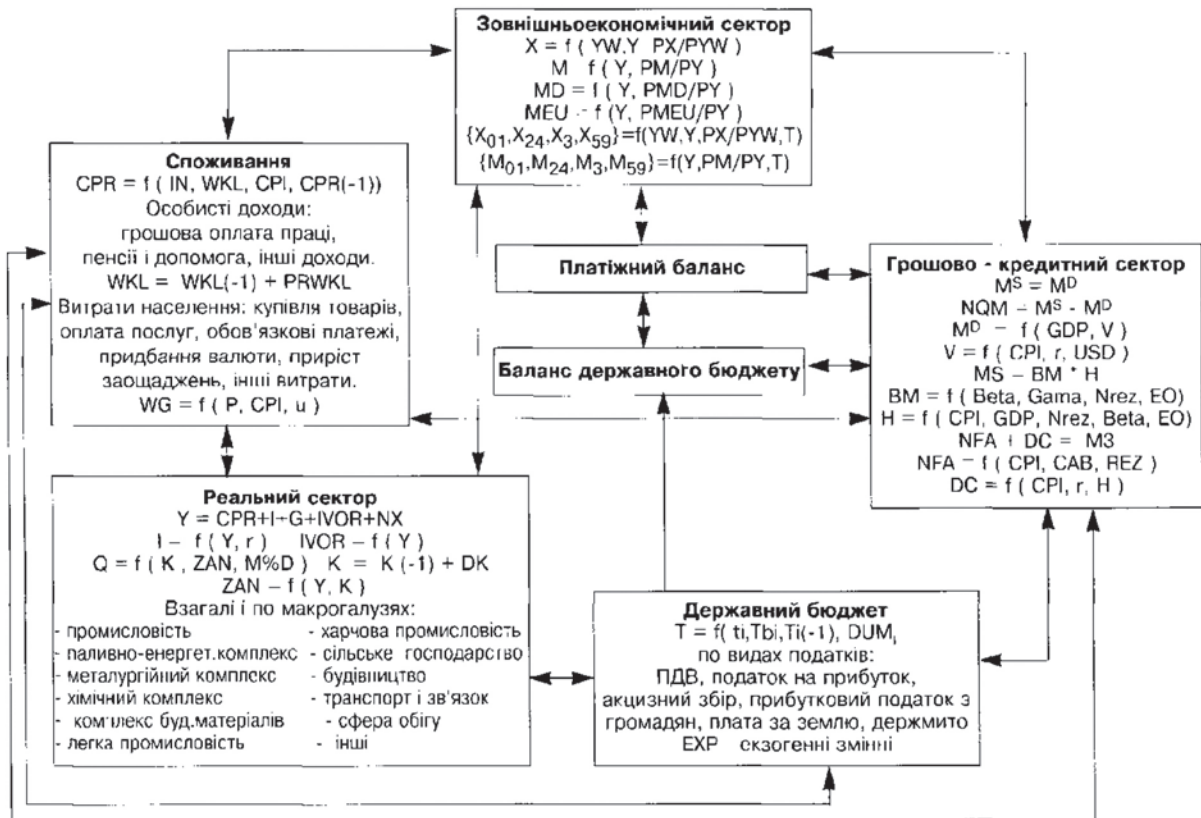 Зовнішньоекономічний сектор
X = f ( YW,Y PX/PYW )
M f ( Y, PM/PY )
MD = f ( Y, PMD/PY )
MEU - f (Y, PMEU/PY )
{X01,X24,X3,X59}=f(YW,Y,PX/PYW,T)
{M01,M24,M3,M59}=f(Y,PM/PY,T)
Споживання
CPR = f ( IN, WKL, CPI, CPR(-1))
Особисті доходи:
грошова оплата праці,
пенсії і допомога, інші доходи.
WKL = WKL(-1) + PRWKL
Витрати населення: купівля товарів,
оплата послуг, обов'язкові платежі,
придбання валюти, приріст
заощаджень, інші витрати.
WG = f ( P, CPI, u )
Платіжний баланс
Баланс державного бюджету
Грошово - кредитний сектор
M^S = M^D
NQM – M^S - M^D
M^D – f ( GDP, V )
V = f ( CPI, r, USD )
MS – BM * H
BM = f ( Beta, Gama, Nrez, EO)
H = f ( CPI, GDP, Nrez, Beta, EO)
NFA + DC = M3
NFA – f ( CPI, CAB, REZ )
DC = f ( CPI, r, H )
Реальний сектор
Y = CPR+I+G+IVOR+NX
I – f ( Y, r ) IVOR – f ( Y )
Q = f ( K , ZAN, M%D ) K = K (-1) + DK
ZAN – f ( Y, K )
Взагалі і по макрогалузях:
- промисловість - харчова промисловість
- паливно-енергет.комплекс - сільське господарство
- металургійний комплекс - будівництво
- хімічний комплекс - транспорт і зв'язок
- комплекс буд.матеріалів - сфера обігу
- легка промисловість - інші
Державний бюджет
T = f( ti,Tbi,Ti(-1), DUM,
по видах податків:
ПДВ, податок на прибуток,
акцизний збір, прибутковий податок з
громадян, плата за землю, держмито
EXP екзогенні змінні